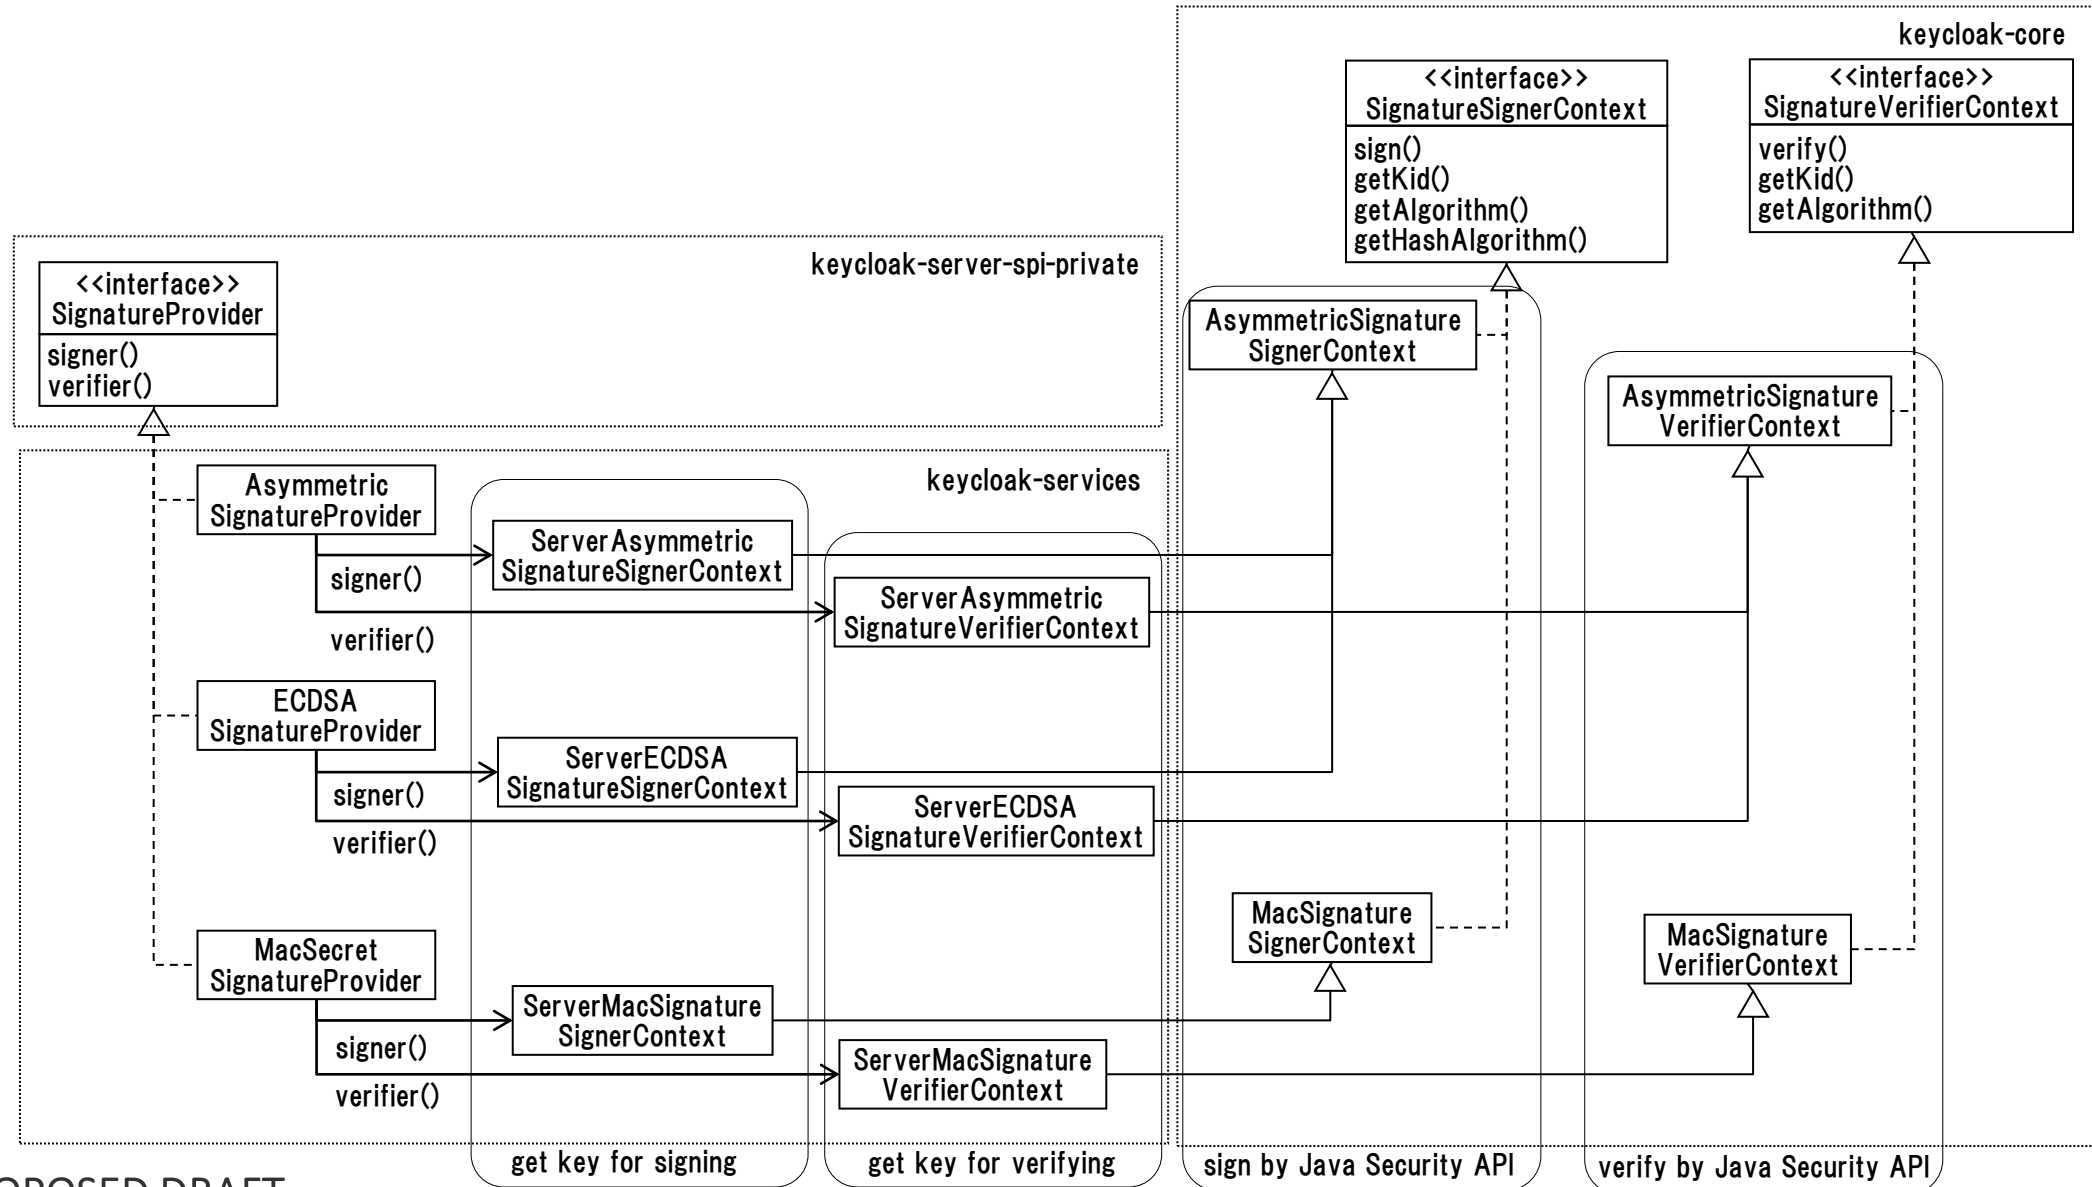 keycloak-core
<<interface>>
SignatureSignerContext
sign()
getKid()
getAlgorithm()
getHashAlgorithm()
<<interface>>
SignatureVerifierContext
verify()
getKid()
getAlgorithm()
keycloak-server-spi-private
<<interface>>
SignatureProvider
signer()
verifier()
AsymmetricSignature
SignerContext
AsymmetricSignature
VerifierContext
keycloak-services
Asymmetric
SignatureProvider
signer()
verifier()
ServerAsymmetric
SignatureSignerContext
ServerAsymmetric
SignatureVerifierContext
ECDSA
SignatureProvider
signer()
verifier()
ServerECDSA
SignatureSignerContext
ServerECDSA
SignatureVerifierContext
MacSignature
SignerContext
MacSignature
VerifierContext
MacSecret
SignatureProvider
signer()
verifier()
ServerMacSignature
SignerContext
ServerMacSignature
VerifierContext
get key for signing
get key for verifying
sign by Java Security API
verify by Java Security API
DRAFT